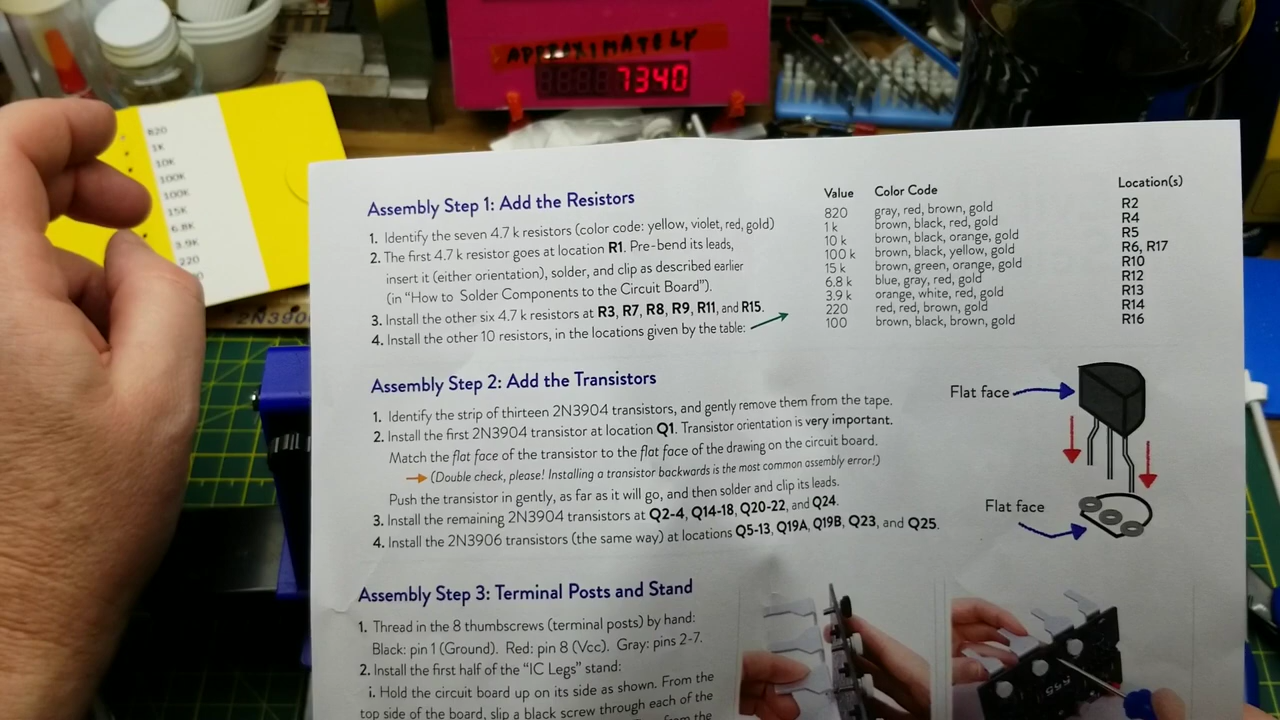 APPROXIMATELY
7340
820
1K
10K
100K
100K
15K
6.8K
3.9K
220
2N390
Assembly Step 1: Add the Resistors
1. Identify the seven 4.7 k resistors (color code: yellow, violet, red, gold)
2. The first 4.7 k resistor goes at location R1. Pre-bend its leads,
insert it (either orientation), solder, and clip as described earlier
(in “How to Solder Components to the Circuit Board”).
3. Install the other six 4.7 k resistors at R3, R7, R8, R9, R11, and R15.
4. Install the other 10 resistors, in the locations given by the table:
Value Color Code Location(s)
820 gray, red, brown, gold R2
1 k brown, black, red, gold R4
10 k brown, black, orange, gold R5
100 k brown, black, yellow, gold R6, R17
15 k brown, green, orange, gold R10
6.8 k blue, gray, red, gold R12
3.9 k orange, white, red, gold R13
220 red, red, brown, gold R14
100 brown, black, brown, gold R16
Assembly Step 2: Add the Transistors
1. Identify the strip of thirteen 2N3904 transistors, and gently remove them from the tape.
2. Install the first 2N3904 transistor at location Q1. Transistor orientation is very important.
Match the flat face of the transistor to the flat face of the drawing on the circuit board.
(Double check, please! Installing a transistor backwards is the most common assembly error!)
Push the transistor in gently, as far as it will go, and then solder and clip its leads.
3. Install the remaining 2N3904 transistors at Q2-4, Q14-18, Q20-22, and Q24.
4. Install the 2N3906 transistors (the same way) at locations Q5-13, Q19A, Q19B, Q23, and Q25.
Flat face
Flat face
Assembly Step 3: Terminal Posts and Stand
1. Thread in the 8 thumbscrews (terminal posts) by hand:
Black: pin 1 (Ground). Red: pin 8 (Vcc). Gray: pins 2-7.
2. Install the first half of the “IC Legs” stand:
i. Hold the circuit board up on its side as shown. From the
top side of the board, slip a black screw through each of the
555